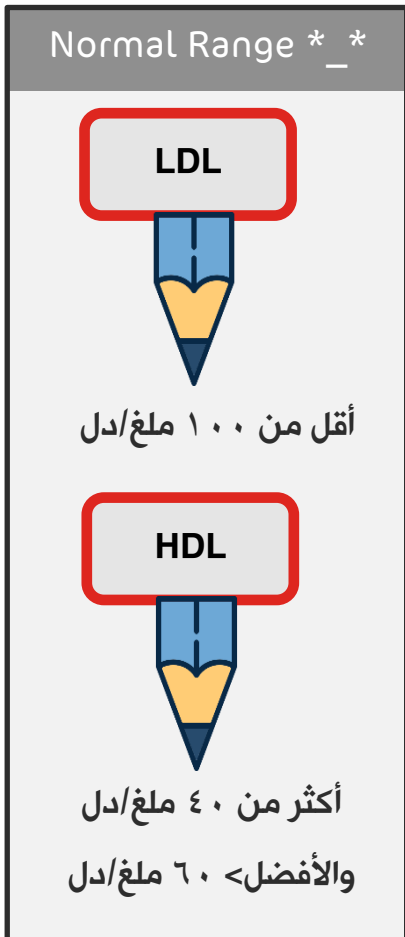 Normal Range *_*
LDL
أقل من ١٠٠ ملغ/دل
HDL
أكثر من ٤٠ ملغ/دل
والأفضل> ٦٠ ملغ/دل